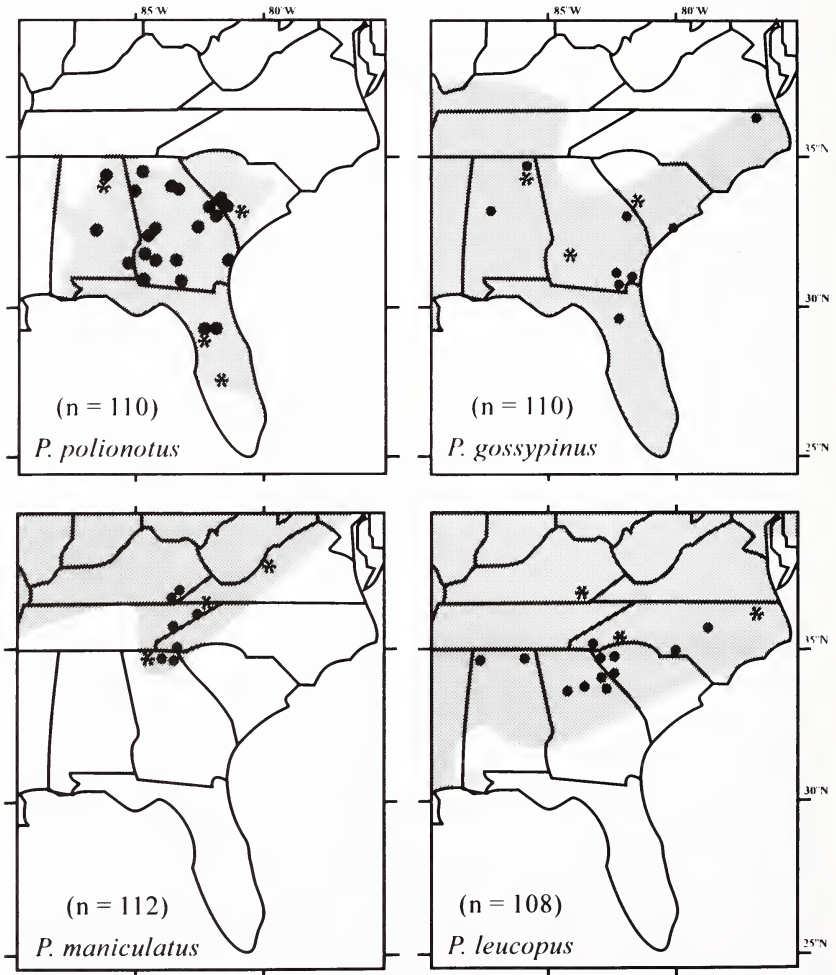 85°W 80°W 85°W 80°W
35°N
30°N
25°N
(n = 110)
P. polionotus
(n = 110)
P. gossypinus
35°N
30°N
25°N
(n = 112)
P. maniculatus
(n = 108)
P. leucopus